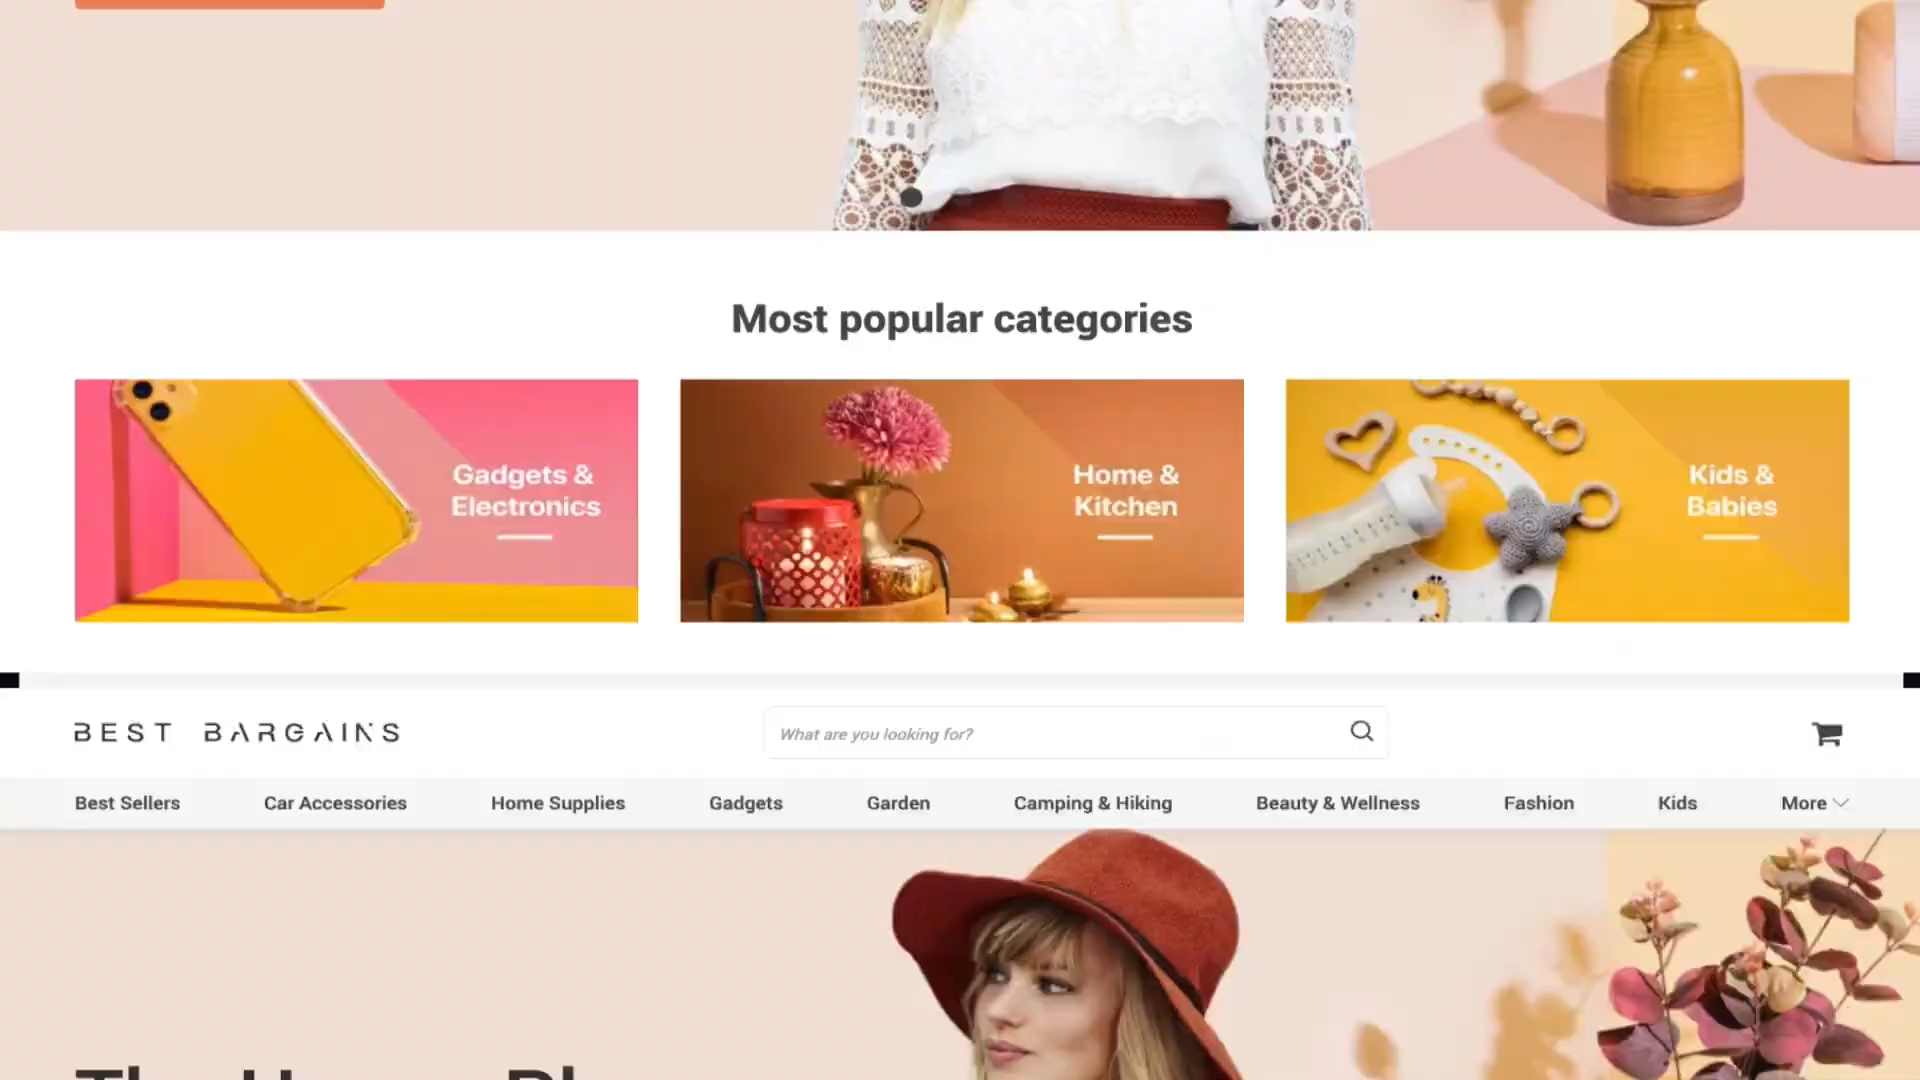 Most popular categories
Gadgets &
Electronics
Home &
Kitchen
Kids &
Babies
BEST BARGAINS
What are you looking for?
Best Sellers Car Accessories Home Supplies Gadgets Garden Camping & Hiking Beauty & Wellness Fashion Kids More